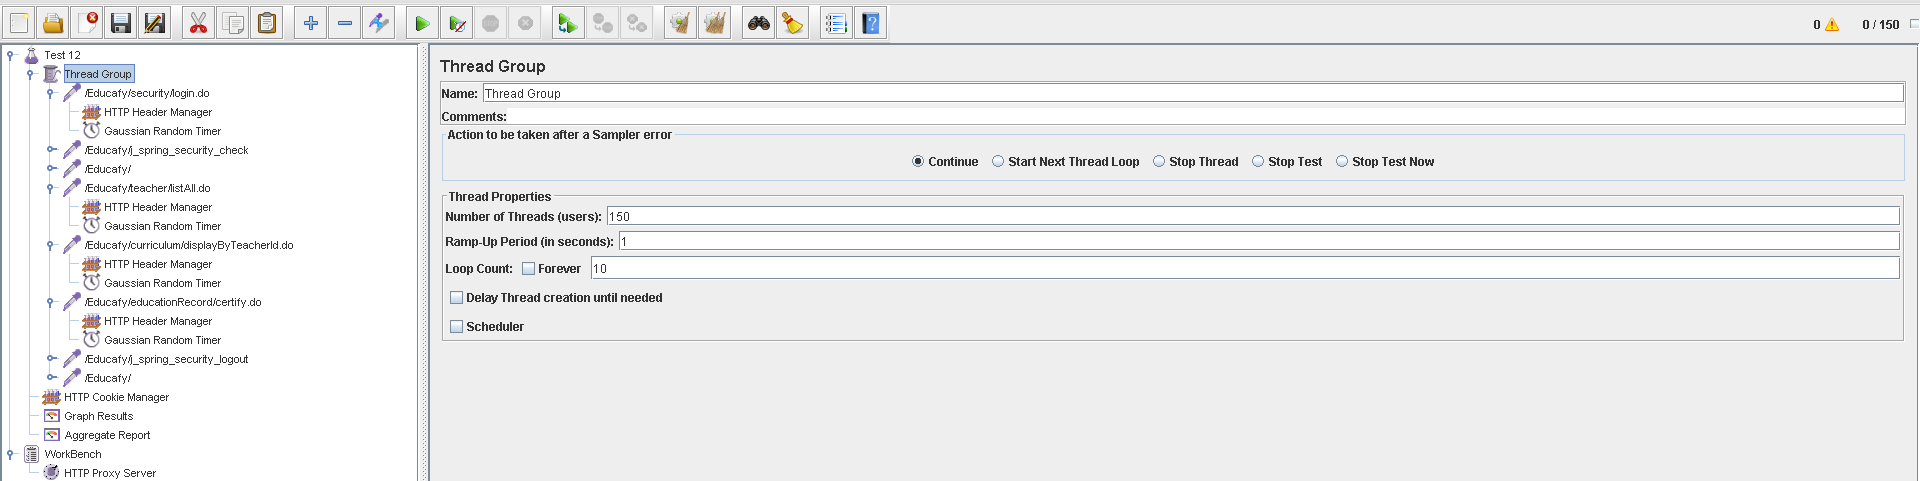 0 0 / 150
Test 12
Thread Group
/Educafy/security/login.do
HTTP Header Manager
Gaussian Random Timer
/Educafy/j_spring_security_check
/Educafy/
/Educafy/teacher/listAll.do
HTTP Header Manager
Gaussian Random Timer
/Educafy/curriculum/displayByTeacherId.do
HTTP Header Manager
Gaussian Random Timer
/Educafy/educationRecord/certify.do
HTTP Header Manager
Gaussian Random Timer
/Educafy/j_spring_security_logout
/Educafy/
HTTP Cookie Manager
Graph Results
Aggregate Report
WorkBench
HTTP Proxy Server
Thread Group
Name: Thread Group
Comments:
Action to be taken after a Sampler error
Continue Start Next Thread Loop Stop Thread Stop Test Stop Test Now
Thread Properties
Number of Threads (users): 150
Ramp-Up Period (in seconds): 1
Loop Count: Forever 10
Delay Thread creation until needed
Scheduler